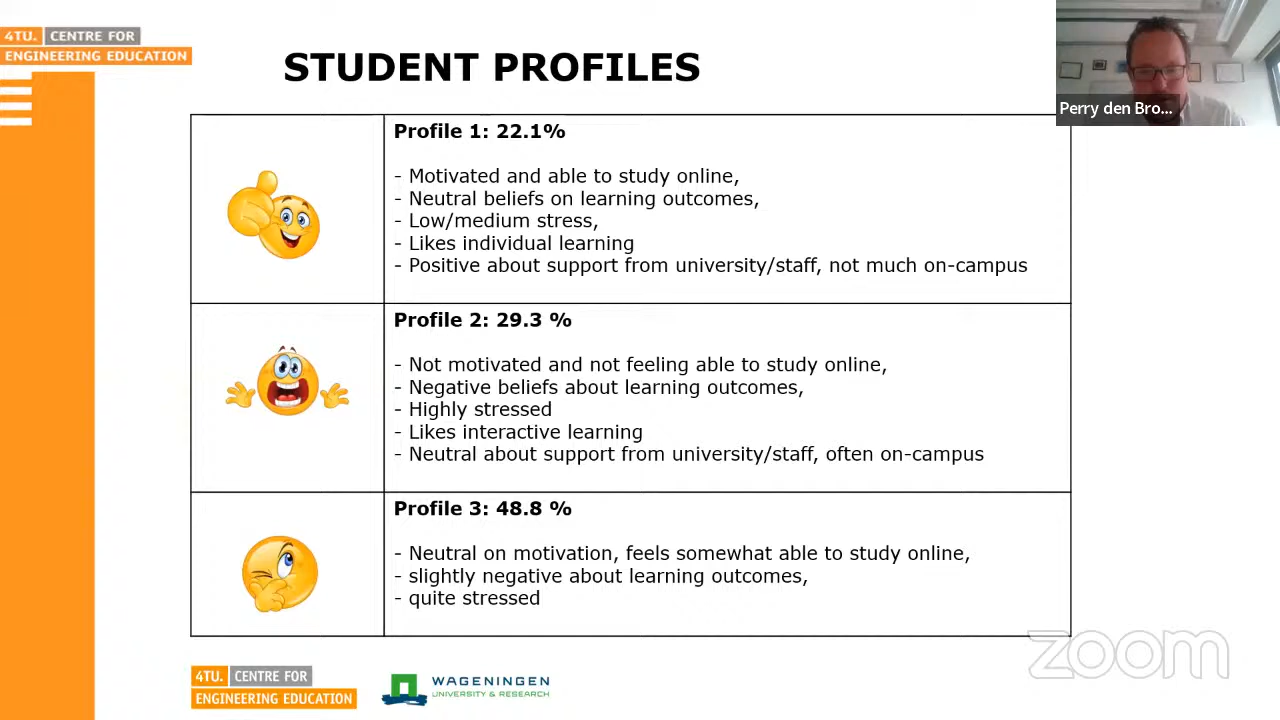 4TU. CENTRE FOR
ENGINEERING EDUCATION
STUDENT PROFILES
Perry den Bro...
Profile 1: 22.1%
- Motivated and able to study online,
- Neutral beliefs on learning outcomes,
- Low/medium stress,
- Likes individual learning
- Positive about support from university/staff, not much on-campus
Profile 2: 29.3 %
- Not motivated and not feeling able to study online,
- Negative beliefs about learning outcomes,
- Highly stressed
- Likes interactive learning
- Neutral about support from university/staff, often on-campus
Profile 3: 48.8 %
- Neutral on motivation, feels somewhat able to study online,
- slightly negative about learning outcomes,
- quite stressed
zoom
4TU. CENTRE FOR
ENGINEERING EDUCATION
WAGENINGEN
UNIVERSITY & RESEARCH